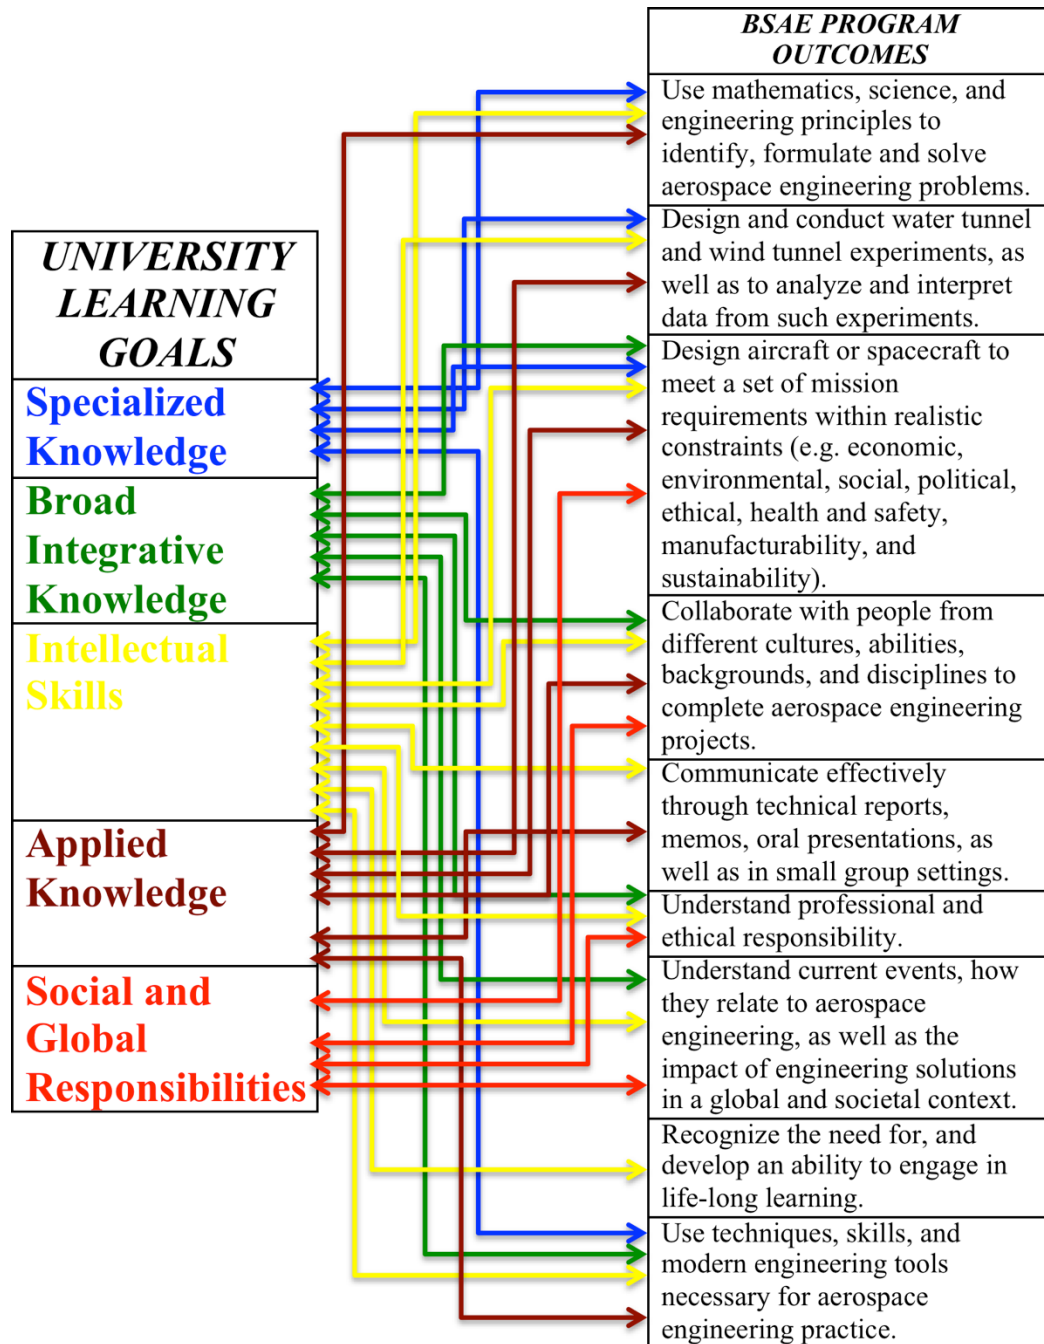 UNIVERSITY
LEARNING
GOALS
Specialized
Knowledge
Broad
Integrative
Knowledge
Intellectual
Skills
Applied
Knowledge
Social and
Global
Responsibilities
BSAE PROGRAM
OUTCOMES
Use mathematics, science, and
engineering principles to
identify, formulate and solve
aerospace engineering problems.
Design and conduct water tunnel
and wind tunnel experiments, as
well as to analyze and interpret
data from such experiments.
Design aircraft or spacecraft to
meet a set of mission
requirements within realistic
constraints (e.g. economic,
environmental, social, political,
ethical, health and safety,
manufacturability, and
sustainability).
Collaborate with people from
different cultures, abilities,
backgrounds, and disciplines to
complete aerospace engineering
projects.
Communicate effectively
through technical reports,
memos, oral presentations, as
well as in small group settings.
Understand professional and
ethical responsibility.
Understand current events, how
they relate to aerospace
engineering, as well as the
impact of engineering solutions
in a global and societal context.
Recognize the need for, and
develop an ability to engage in
life-long learning.
Use techniques, skills, and
modern engineering tools
necessary for aerospace
engineering practice.